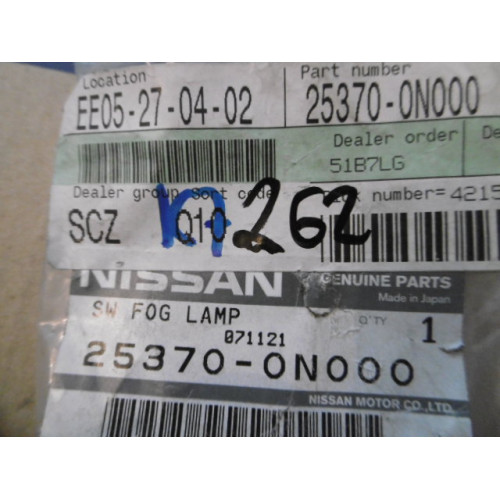 Location Part number
EE05-27-04-02 25370-0N000
Dealer order
51B7LG
Dealer group Sort code number= 4215
SCZ Q10 262
NISSAN GENUINE PARTS
Made in Japan
SW FOG LAMP Q'TY 1
071121
25370-0N000
NISSAN MOTOR CO.,LTD.